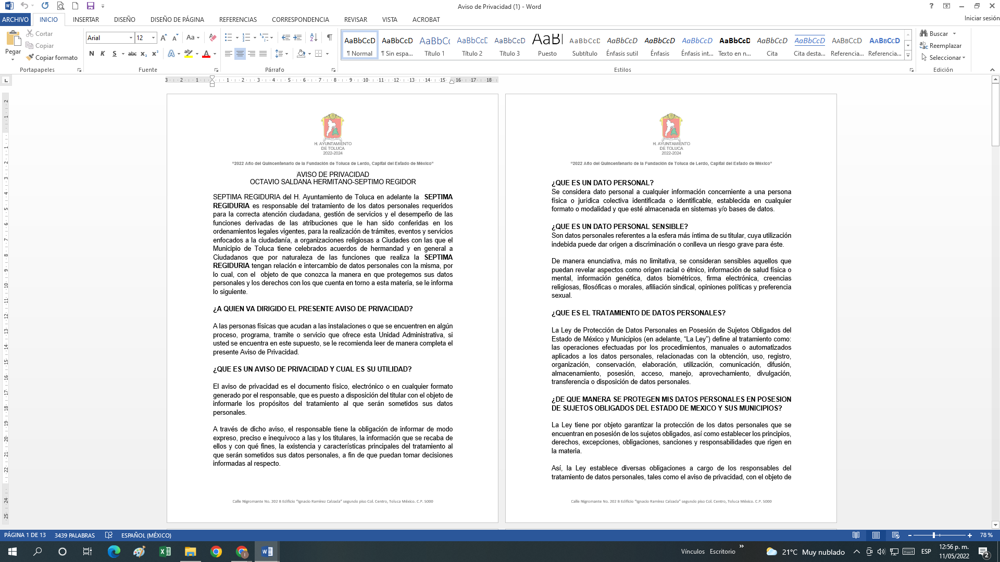 Aviso de Privacidad (1) - Word
ARCHIVO INICIO INSERTAR DISEÑO DISEÑO DE PÁGINA REFERENCIAS CORRESPONDENCIA REVISAR VISTA ACROBAT
Iniciar sesión
Pegar
Cortar
Copiar
Copiar formato
Portapapeles
Arial 12
Fuente
Párrafo
AaBbCcD AaBbCcD AaBbCc AaBbCcD AaBbCcD AaBl AaBbCcD AaBbCcD AaBbCcD AaBbCcD AaBbCcD AaBbCcD AaBbCcD AaBbCcD AaBbCcD
¶ Normal ¶ Sin espa... Título 1 Título 2 Título 3 Puesto Subtítulo Énfasis sutil Énfasis Énfasis int... Texto en n... Cita Cita desta... Referencia... Referencia...
Estilos
Buscar
Reemplazar
Seleccionar
Edición
3 2 1 1 2 3 4 5 6 7 8 9 10 11 12 13 14 15 16 17 18
H. AYUNTAMIENTO
DE TOLUCA
2022-2024
“2022 Año del Quincentenario de la Fundación de Toluca de Lerdo, Capital del Estado de México”
AVISO DE PRIVACIDAD
OCTAVIO SALDANA HERMITANO-SEPTIMO REGIDOR
SEPTIMA REGIDURIA del H. Ayuntamiento de Toluca en adelante la SEPTIMA
REGIDURIA es responsable del tratamiento de los datos personales requeridos
para la correcta atención ciudadana, gestión de servicios y el desempeño de las
funciones derivadas de las atribuciones que le han sido conferidas en los
ordenamientos legales vigentes, para la realización de trámites, eventos y servicios
enfocados a la ciudadanía, a organizaciones religiosas a Ciudades con las que el
Municipio de Toluca tiene celebrados acuerdos de hermandad y en general a
Ciudadanos que por naturaleza de las funciones que realiza la SEPTIMA
REGIDURIA tengan relación e intercambio de datos personales con la misma, por
lo cual, con el objeto de que conozca la manera en que protegemos sus datos
personales y los derechos con los que cuenta en torno a esta materia, se le informa
lo siguiente.
¿A QUIEN VA DIRIGIDO EL PRESENTE AVISO DE PRIVACIDAD?
A las personas físicas que acudan a las instalaciones o que se encuentren en algún
proceso, programa, tramite o servicio que ofrece esta Unidad Administrativa, si
usted se encuentra en este supuesto, se le recomienda leer de manera completa el
presente Aviso de Privacidad.
¿QUE ES UN AVISO DE PRIVACIDAD Y CUAL ES SU UTILIDAD?
El aviso de privacidad es el documento físico, electrónico o en cualquier formato
generado por el responsable, que es puesto a disposición del titular con el objeto de
informarle los propósitos del tratamiento al que serán sometidos sus datos
personales.
A través de dicho aviso, el responsable tiene la obligación de informar de modo
expreso, preciso e inequívoco a las y los titulares, la información que se recaba de
ellos y con qué fines, la existencia y características principales del tratamiento al
que serán sometidos sus datos personales, a fin de que puedan tomar decisiones
informadas al respecto.
Calle Nigromante No. 202 B Edificio “Ignacio Ramírez Calzada” segundo piso Col. Centro, Toluca México. C.P. 5000
H. AYUNTAMIENTO
DE TOLUCA
2022-2024
“2022 Año del Quincentenario de la Fundación de Toluca de Lerdo, Capital del Estado de México”
¿QUE ES UN DATO PERSONAL?
Se considera dato personal a cualquier información concerniente a una persona
física o jurídica colectiva identificada o identificable, establecida en cualquier
formato o modalidad y que esté almacenada en sistemas y/o bases de datos.
¿QUE ES UN DATO PERSONAL SENSIBLE?
Son datos personales referentes a la esfera más íntima de su titular, cuya utilización
indebida puede dar origen a discriminación o conlleva un riesgo grave para éste.
De manera enunciativa, más no limitativa, se consideran sensibles aquellos que
puedan revelar aspectos como origen racial o étnico, información de salud física o
mental, información genética, datos biométricos, firma electrónica, creencias
religiosas, filosóficas o morales, afiliación sindical, opiniones políticas y preferencia
sexual.
¿QUE ES EL TRATAMIENTO DE DATOS PERSONALES?
La Ley de Protección de Datos Personales en Posesión de Sujetos Obligados del
Estado de México y Municipios (en adelante, “La Ley”) define al tratamiento como:
las operaciones efectuadas por los procedimientos, manuales o automatizados
aplicados a los datos personales, relacionadas con la obtención, uso, registro,
organización, conservación, elaboración, utilización, comunicación, difusión,
almacenamiento, posesión, acceso, manejo, aprovechamiento, divulgación,
transferencia o disposición de datos personales.
¿DE QUE MANERA SE PROTEGEN MIS DATOS PERSONALES EN POSESION
DE SUJETOS OBLIGADOS DEL ESTADO DE MEXICO Y SUS MUNICIPIOS?
La Ley tiene por objeto garantizar la protección de los datos personales que se
encuentran en posesión de los sujetos obligados, así como establecer los principios,
derechos, excepciones, obligaciones, sanciones y responsabilidades que rigen en
la materia.
Así, la Ley establece diversas obligaciones a cargo de los responsables del
tratamiento de datos personales, tales como el aviso de privacidad, con el objeto de
Calle Nigromante No. 202 B Edificio “Ignacio Ramírez Calzada” segundo piso Col. Centro, Toluca México. C.P. 5000
PÁGINA 1 DE 13 3439 PALABRAS ESPAÑOL (MÉXICO)
78 %
Vínculos Escritorio
21°C Muy nublado
ESP
12:56 p. m.
11/05/2022
2